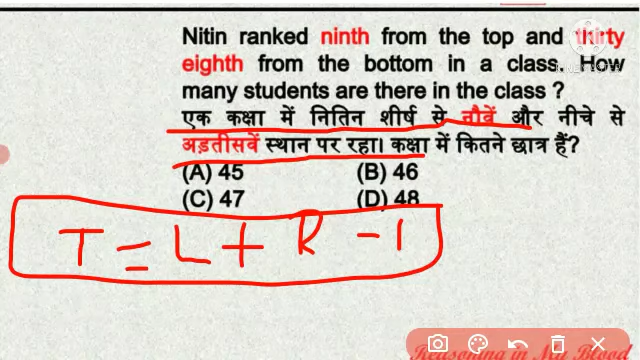 Nitin ranked ninth from the top and thirty
eighth from the bottom in a class. How
many students are there in the class ?
एक कक्षा में नितिन शीर्ष से नौवें और नीचे से
अड़तीसवें स्थान पर रहा। कक्षा में कितने छात्र हैं?
(A) 45 (B) 46
(C) 47 (D) 48
T = L + R - 1
Reasoning